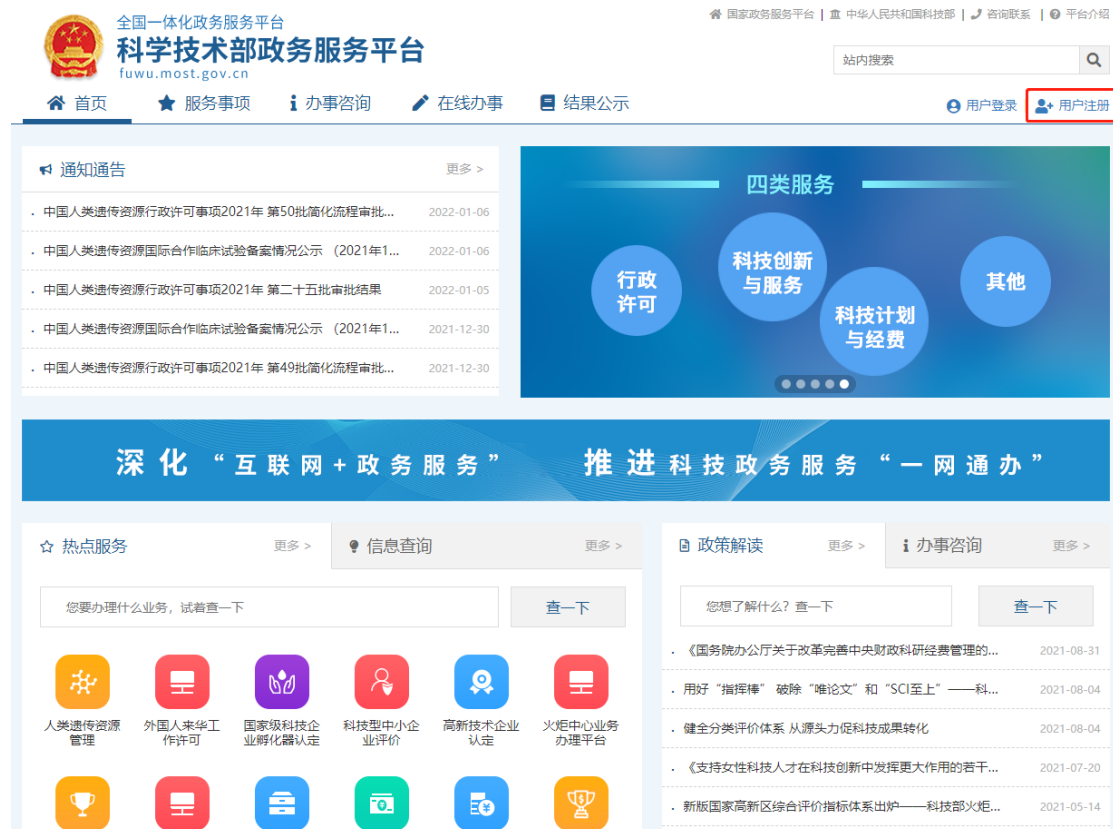 国家政务服务平台 | 中华人民共和国科技部 | 咨询联系 | 平台介绍
全国一体化政务服务平台
科学技术部政务服务平台
fuwu.most.gov.cn
站内搜索
首页 服务事项 办事咨询 在线办事 结果公示 用户登录 用户注册
通知通告 更多 >
· 中国人类遗传资源行政许可事项2021年 第50批简化流程审批... 2022-01-06
· 中国人类遗传资源国际合作临床试验备案情况公示 （2021年1... 2022-01-06
· 中国人类遗传资源行政许可事项2021年 第二十五批审批结果 2022-01-05
· 中国人类遗传资源国际合作临床试验备案情况公示 （2021年1... 2021-12-30
· 中国人类遗传资源行政许可事项2021年 第49批简化流程审批... 2021-12-30
四类服务
行政
许可
科技创新
与服务
科技计划
与经费
其他
深化“互联网+政务服务” 推进科技政务服务“一网通办”
热点服务 更多 > 信息查询 更多 >
您要办理什么业务，试着查一下 查一下
人类遗传资源
管理
外国人来华工
作许可
国家级科技企
业孵化器认定
科技型中小企
业评价
高新技术企业
认定
火炬中心业务
办理平台
政策解读 更多 > 办事咨询 更多 >
您想了解什么？查一下 查一下
· 《国务院办公厅关于改革完善中央财政科研经费管理的... 2021-08-31
· 用好“指挥棒” 破除“唯论文”和“SCI至上”——科... 2021-08-04
· 健全分类评价体系 从源头力促科技成果转化 2021-08-04
· 《支持女性科技人才在科技创新中发挥更大作用的若干... 2021-07-20
· 新版国家高新区综合评价指标体系出炉——科技部火炬... 2021-05-14